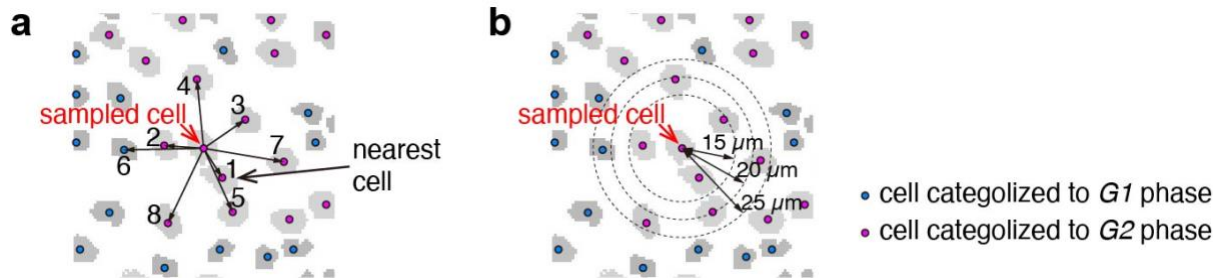 a
4
sampled cell
3
2
7
6
1
nearest
cell
5
8
b
sampled cell
15 µm
20 µm
25 µm
cell categolized to G1 phase
cell categolized to G2 phase